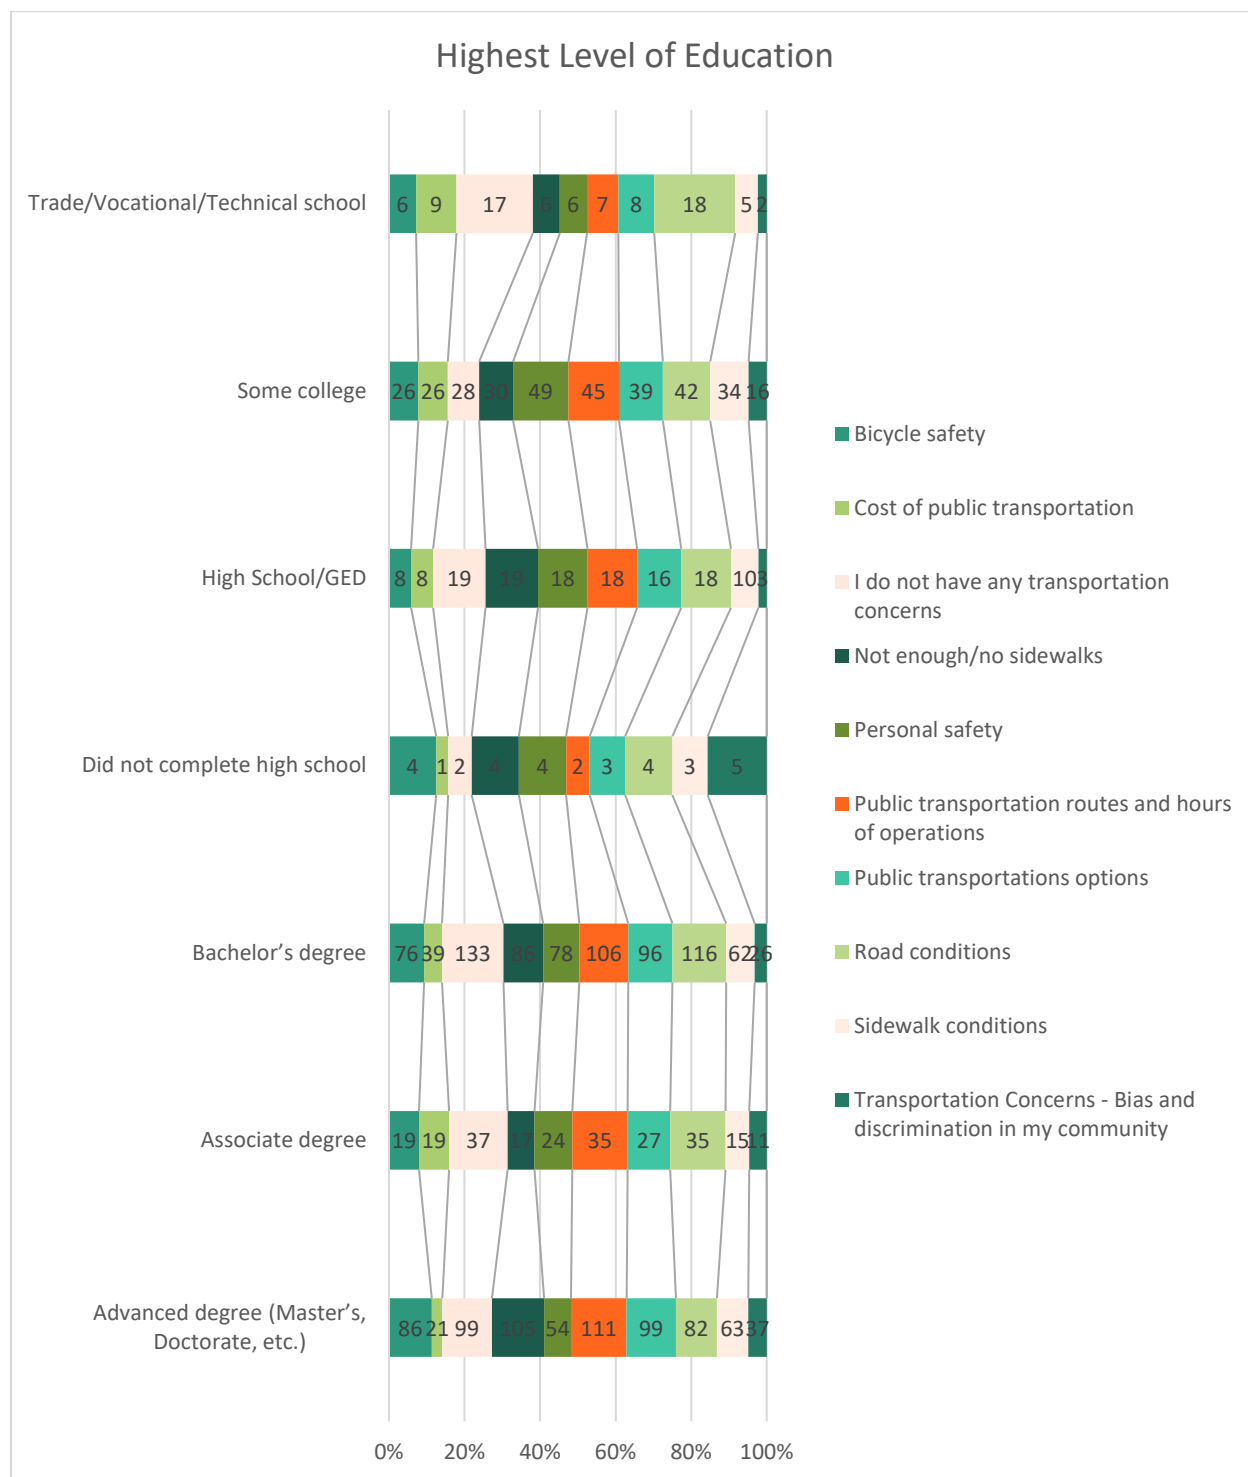 Highest Level of Education
Trade/Vocational/Technical school
6 9 17 6 6 7 8 18 5 2
Some college
26 26 28 30 49 45 39 42 34 16
High School/GED
8 8 19 19 18 18 16 18 10 3
Did not complete high school
4 1 2 4 4 2 3 4 3 5
Bachelor’s degree
76 39 133 86 78 106 96 116 62 26
Associate degree
19 19 37 17 24 35 27 35 15 11
Advanced degree (Master’s,
Doctorate, etc.)
86 21 99 105 54 111 99 82 63 37
0% 20% 40% 60% 80% 100%
Bicycle safety
Cost of public transportation
I do not have any transportation
concerns
Not enough/no sidewalks
Personal safety
Public transportation routes and hours
of operations
Public transportations options
Road conditions
Sidewalk conditions
Transportation Concerns - Bias and
discrimination in my community